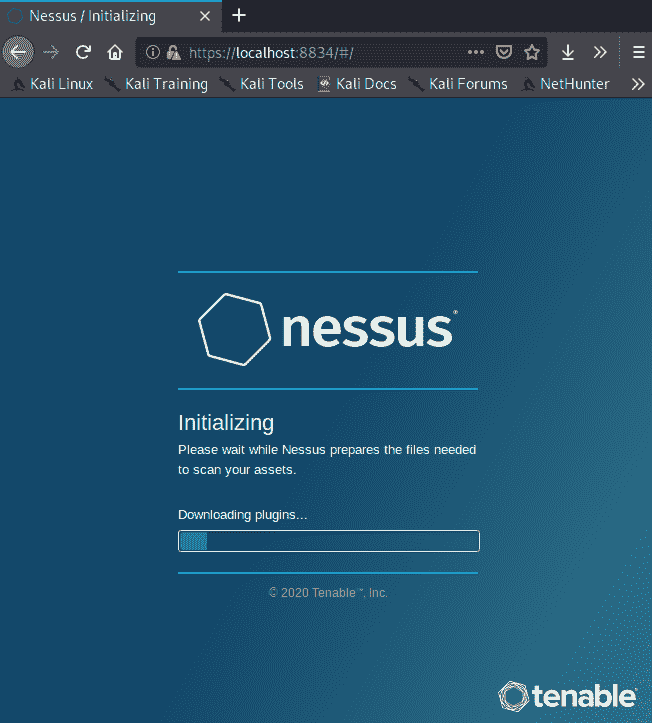 Nessus / Initializing
https://localhost:8834/#/
Kali Linux Kali Training Kali Tools Kali Docs Kali Forums NetHunter
nessus®
Initializing
Please wait while Nessus prepares the files needed
to scan your assets.
Downloading plugins...
© 2020 Tenable™, Inc.
tenable®